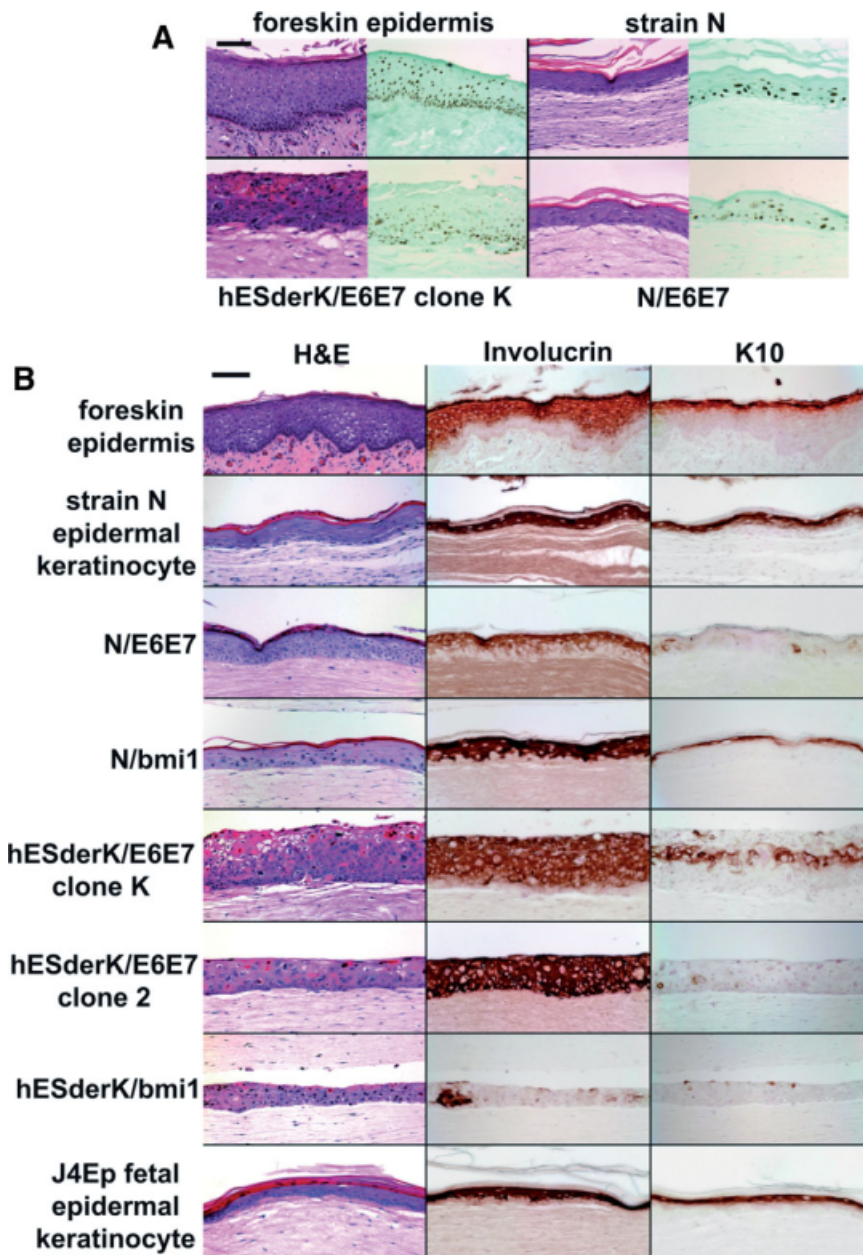 A
foreskin epidermis
strain N
hESderK/E6E7 clone K
N/E6E7
B
H&E
Involucrin
K10
foreskin
epidermis
strain N
epidermal
keratinocyte
N/E6E7
N/bmi1
hESderK/E6E7
clone K
hESderK/E6E7
clone 2
hESderK/bmi1
J4Ep fetal
epidermal
keratinocyte